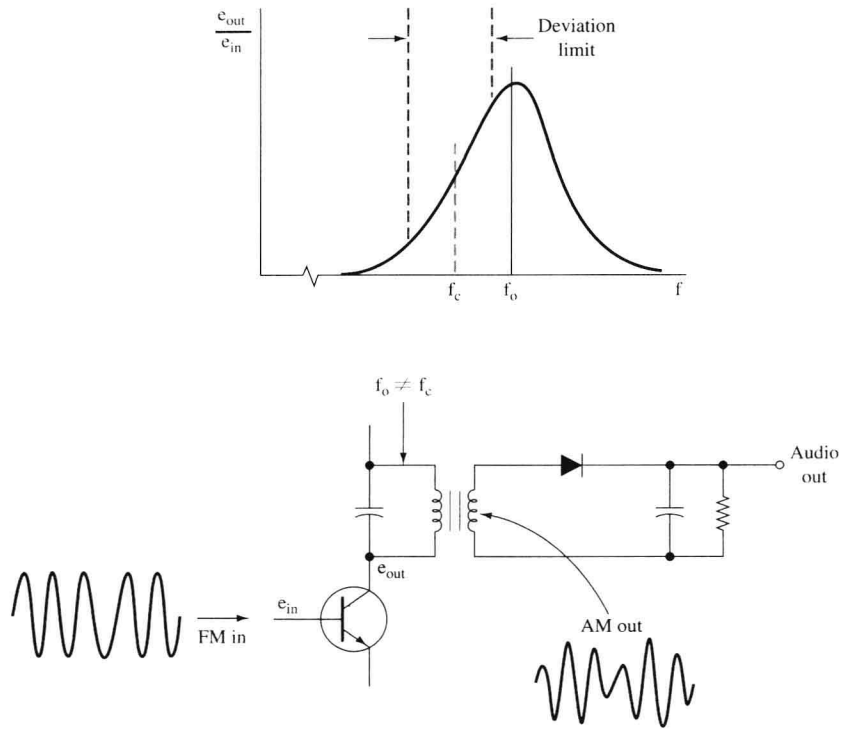 e_out
e_in
Deviation
limit
f_c
f_o
f
f_o ≠ f_c
Audio
out
e_out
e_in
FM in
AM out